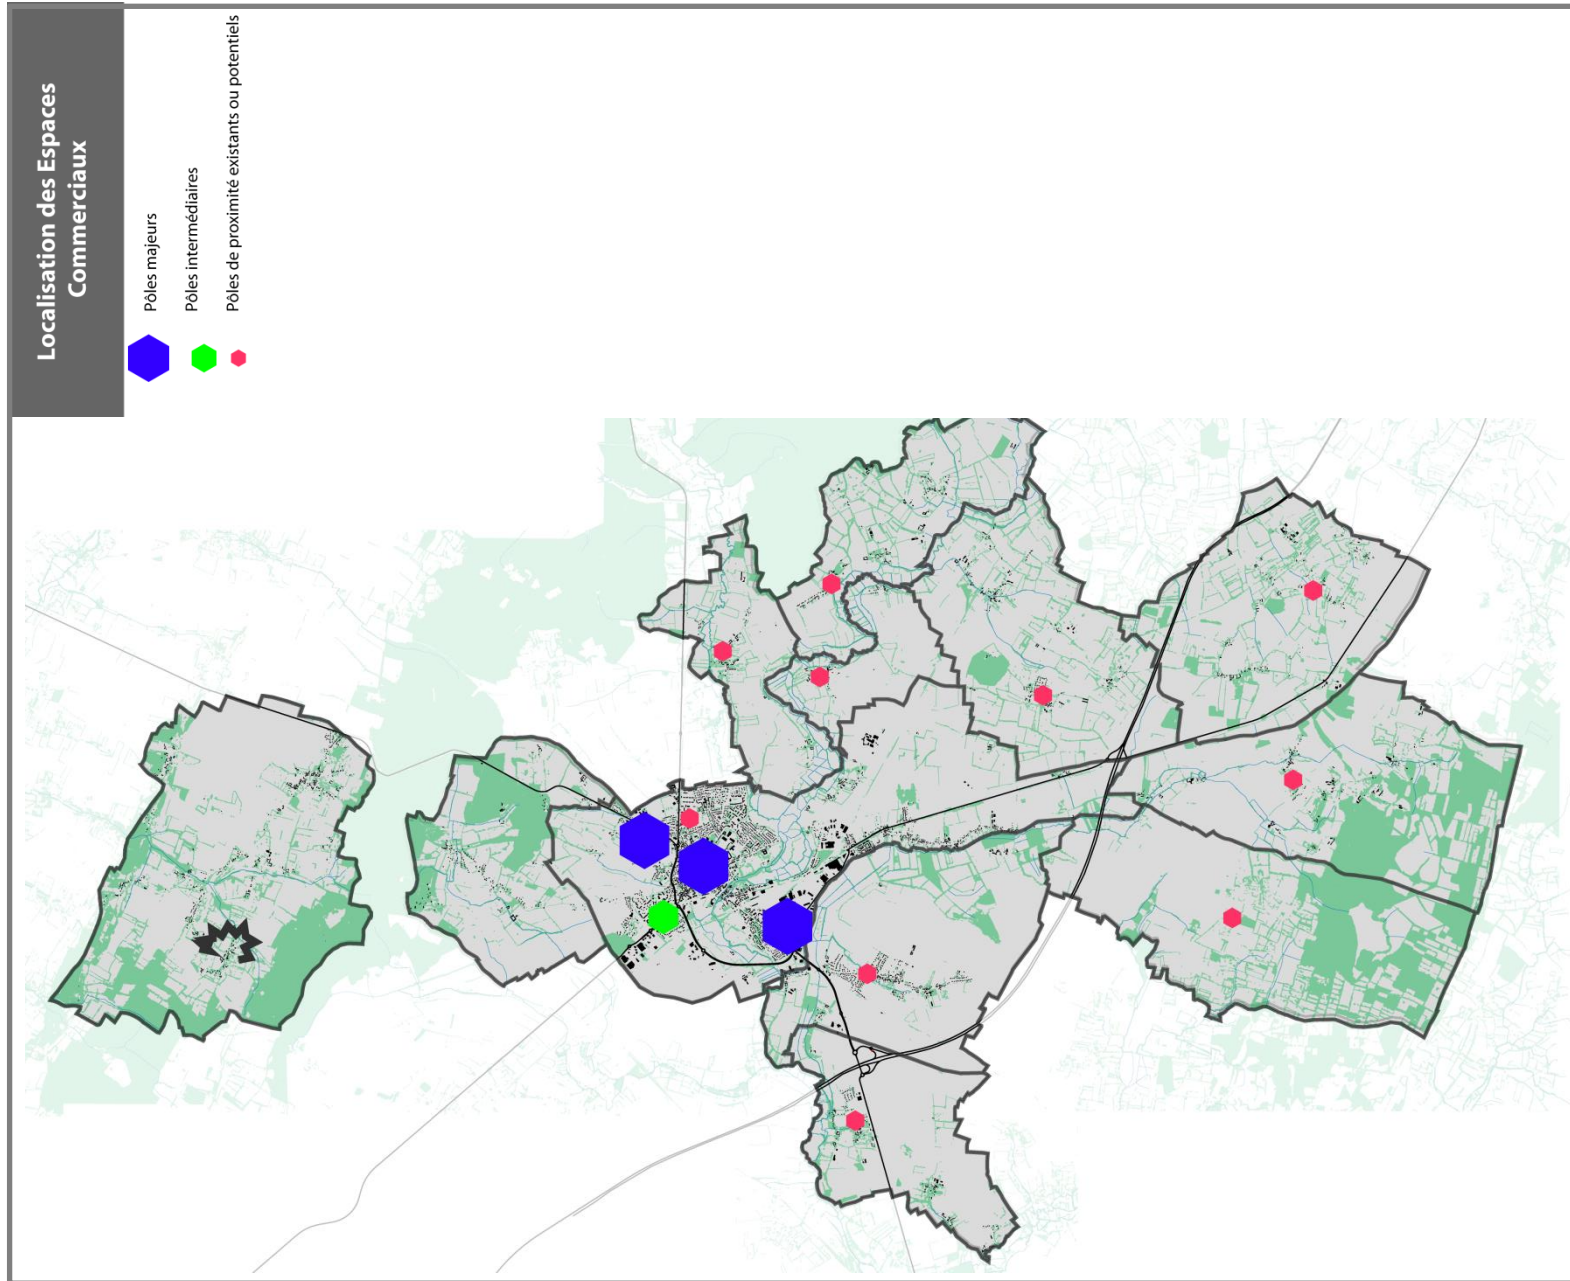 Localisation des Espaces
Commerciaux
Pôles majeurs
Pôles intermédiaires
Pôles de proximité existants ou potentiels